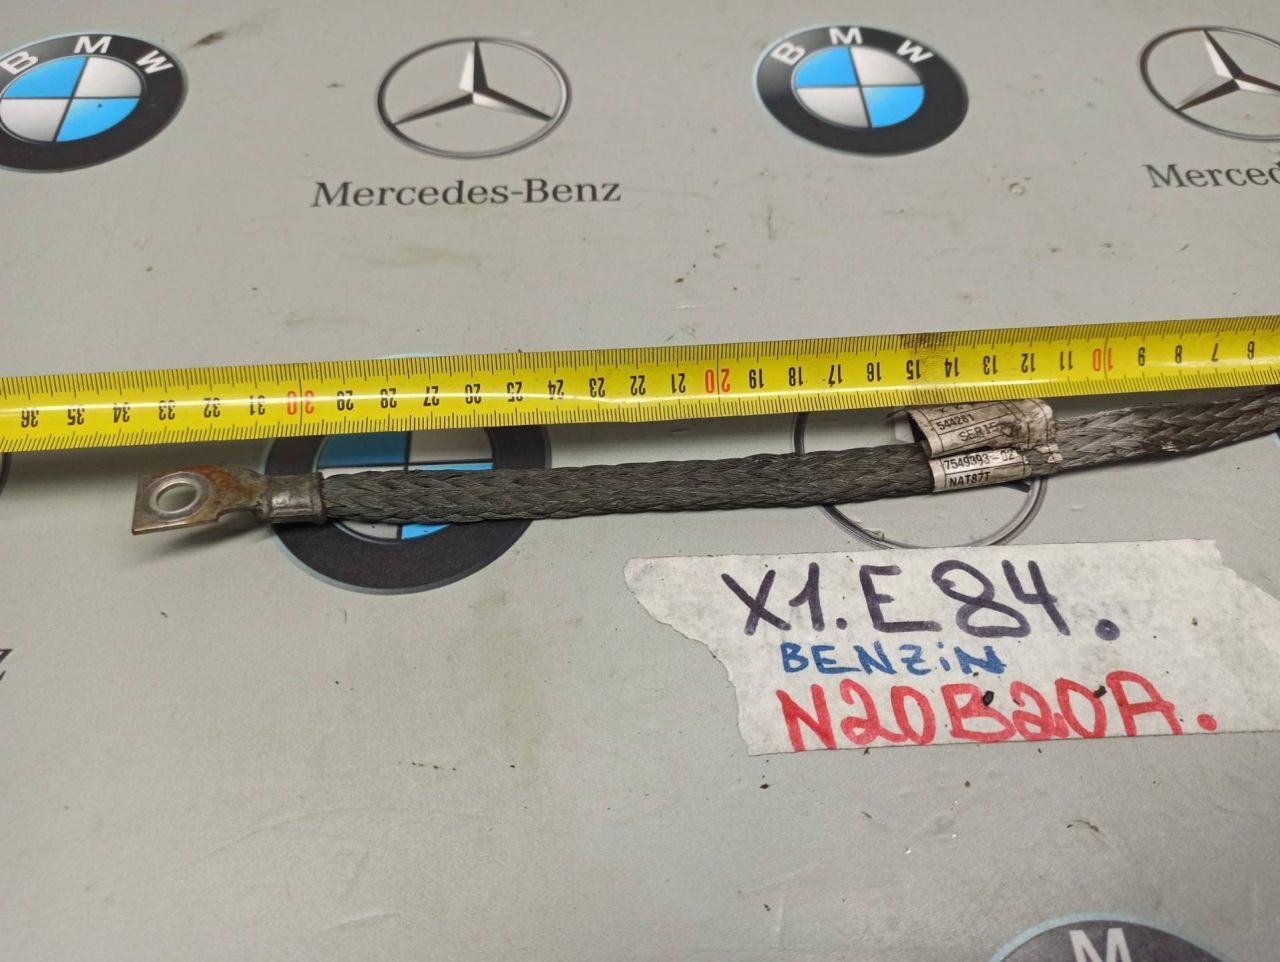 BMW
BMW
Mercedes-Benz
Merced
36 35 34 33 32 31 30 29 28 27 26 25 24 23 22 21 20 19 18 17 16 15 14 13 12 11 10 9 8 7 6
544261
7549393-02
NAT87T
X1.E84.
BENZiN
N20B20A.
M